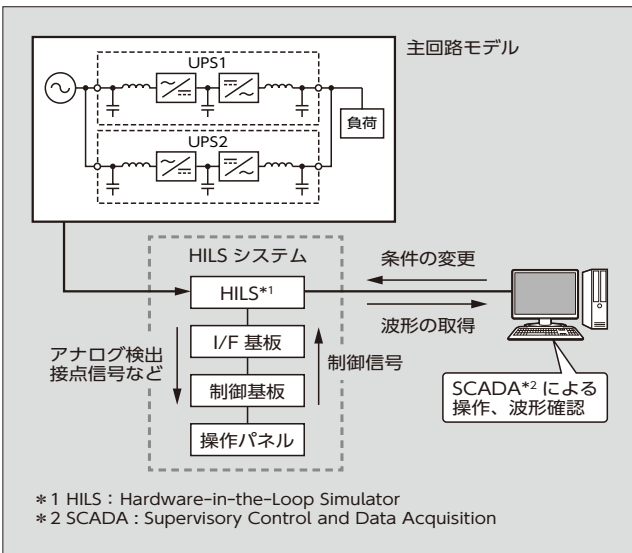 主回路モデル
UPS1
負荷
UPS2
HILS システム
条件の変更
HILS*1
波形の取得
I/F 基板
アナログ検出
接点信号など
制御信号
制御基板
SCADA*2 による
操作、波形確認
操作パネル
*1 HILS : Hardware-in-the-Loop Simulator
*2 SCADA : Supervisory Control and Data Acquisition